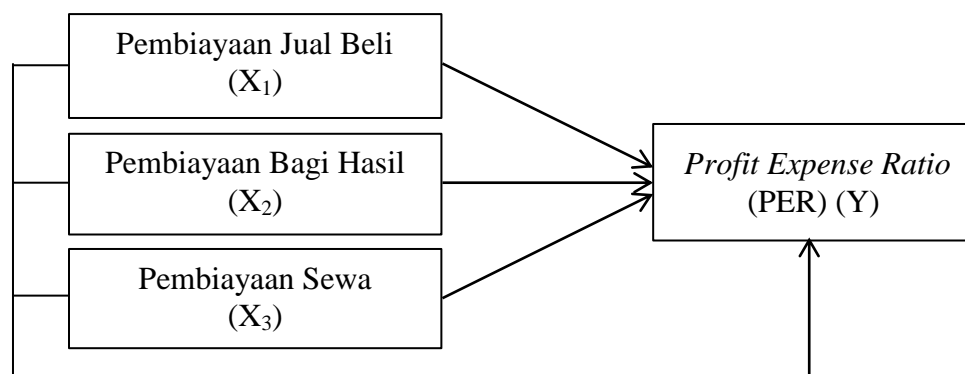 Pembiayaan Jual Beli
(X₁)
Pembiayaan Bagi Hasil
(X₂)
Pembiayaan Sewa
(X₃)
Profit Expense Ratio
(PER) (Y)